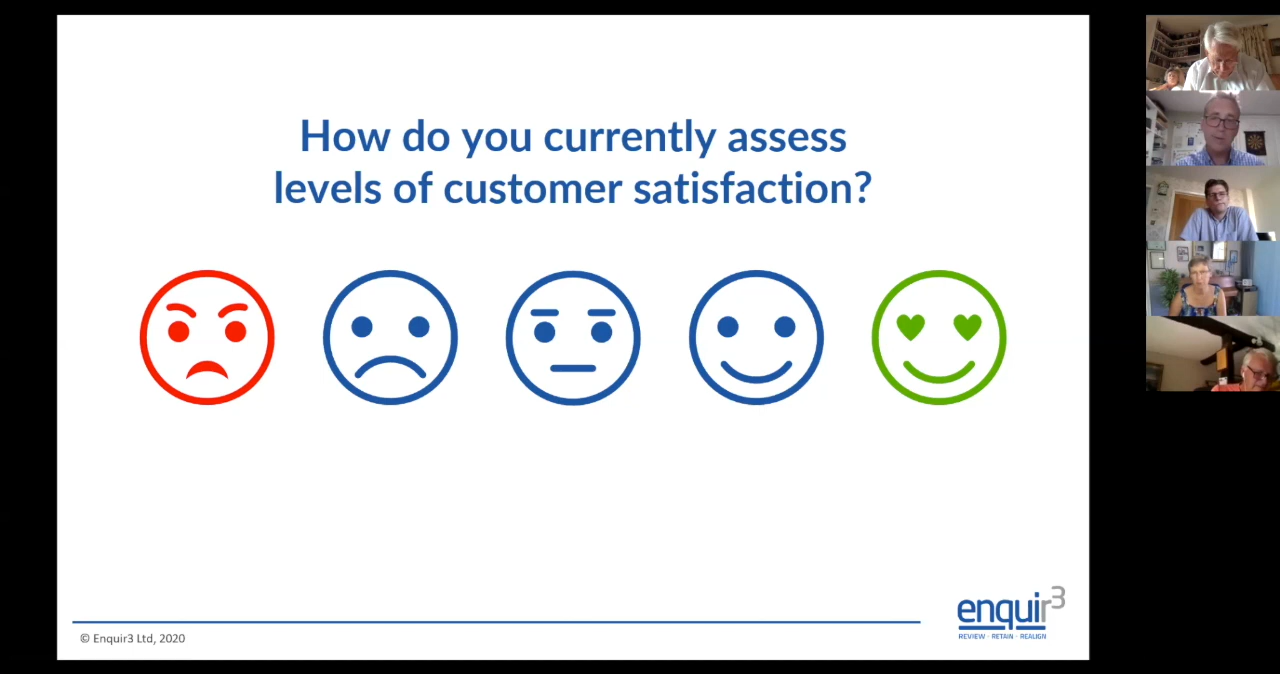 How do you currently assess
levels of customer satisfaction?
© Enquir3 Ltd, 2020
enquir3
REVIEW · RETAIN · REALIGN